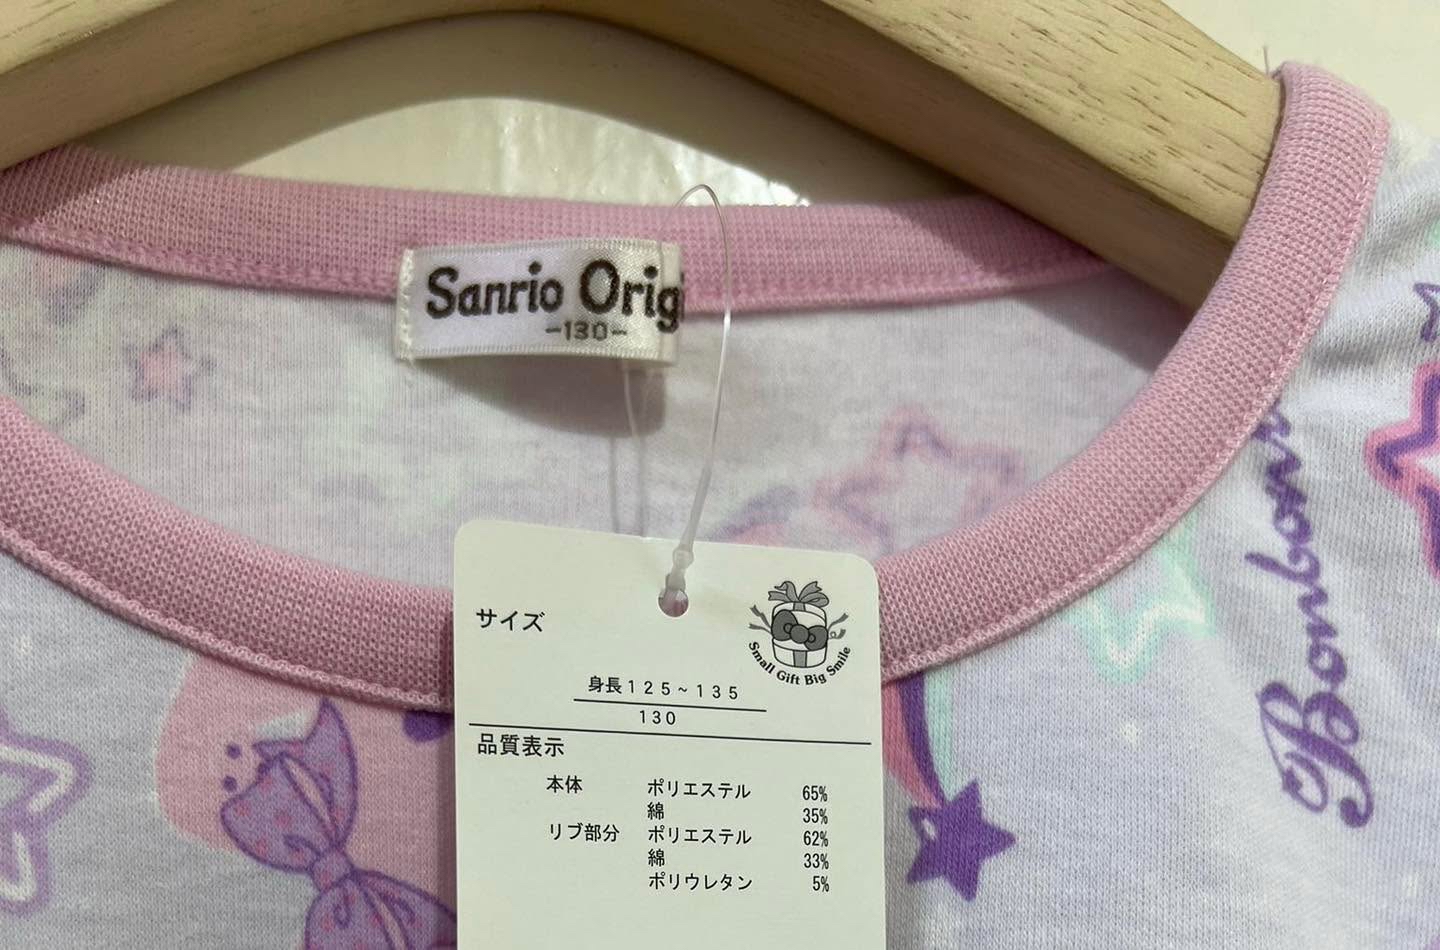 Sanrio Orig
-130-
サイズ
Small Gift Big Smile
身長125~135
130
品質表示
本体 ポリエステル 65%
綿 35%
リブ部分 ポリエステル 62%
綿 33%
ポリウレタン 5%
Bonbon